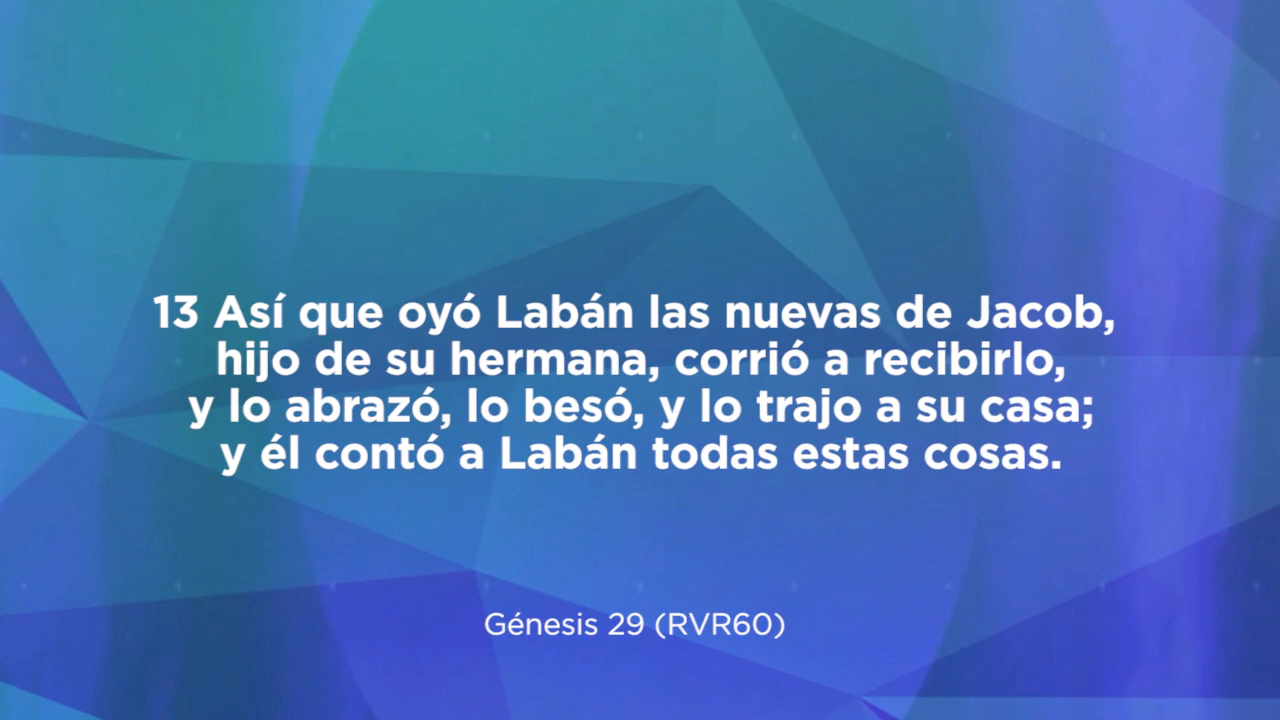 13 Así que oyó Labán las nuevas de Jacob,
hijo de su hermana, corrió a recibirlo,
y lo abrazó, lo besó, y lo trajo a su casa;
y él contó a Labán todas estas cosas.
Génesis 29 (RVR60)